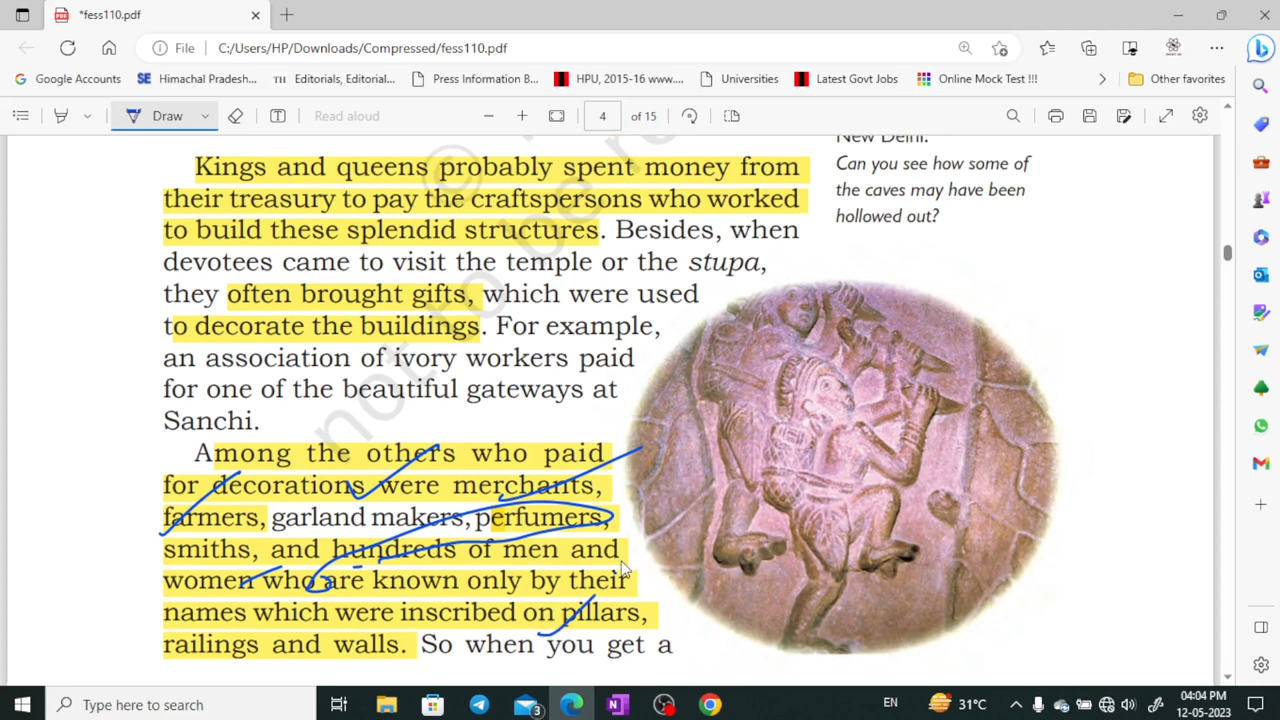 *fess110.pdf
File
C:/Users/HP/Downloads/Compressed/fess110.pdf
Google Accounts
SE Himachal Pradesh...
TH Editorials, Editorial...
Press Information B...
HPU, 2015-16 www....
Universities
Latest Govt Jobs
Online Mock Test !!!
Other favorites
Draw
Read aloud
4 of 15
New Delhi.
Can you see how some of
the caves may have been
hollowed out?
Kings and queens probably spent money from
their treasury to pay the craftspersons who worked
to build these splendid structures. Besides, when
devotees came to visit the temple or the stupa,
they often brought gifts, which were used
to decorate the buildings. For example,
an association of ivory workers paid
for one of the beautiful gateways at
Sanchi.
Among the others who paid
for decorations were merchants,
farmers, garland makers, perfumers,
smiths, and hundreds of men and
women who are known only by their
names which were inscribed on pillars,
railings and walls. So when you get a
© not to be re
Type here to search
3
EN
31°C
04:04 PM
12-05-2023